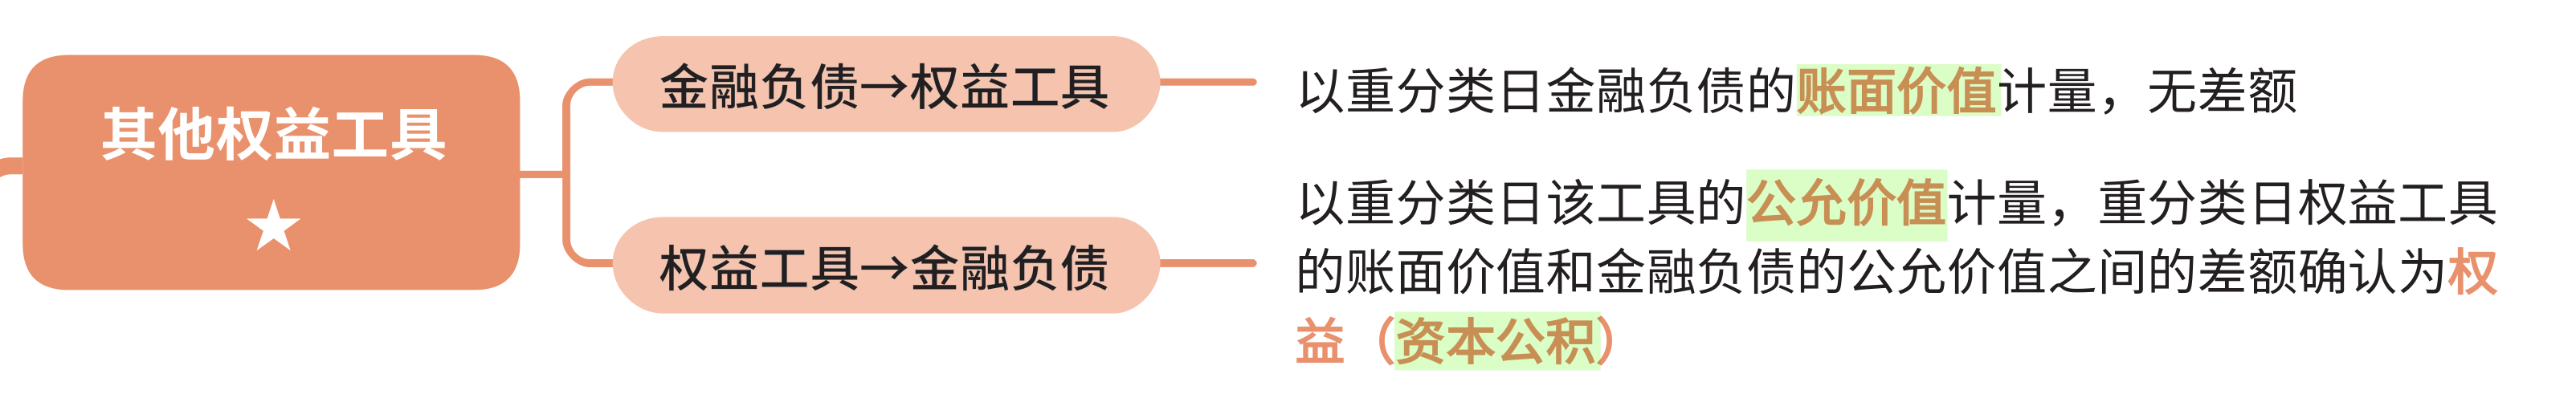 其他权益工具
★
金融负债→权益工具
以重分类日金融负债的账面价值计量，无差额
权益工具→金融负债
以重分类日该工具的公允价值计量，重分类日权益工具
的账面价值和金融负债的公允价值之间的差额确认为权
益（资本公积）